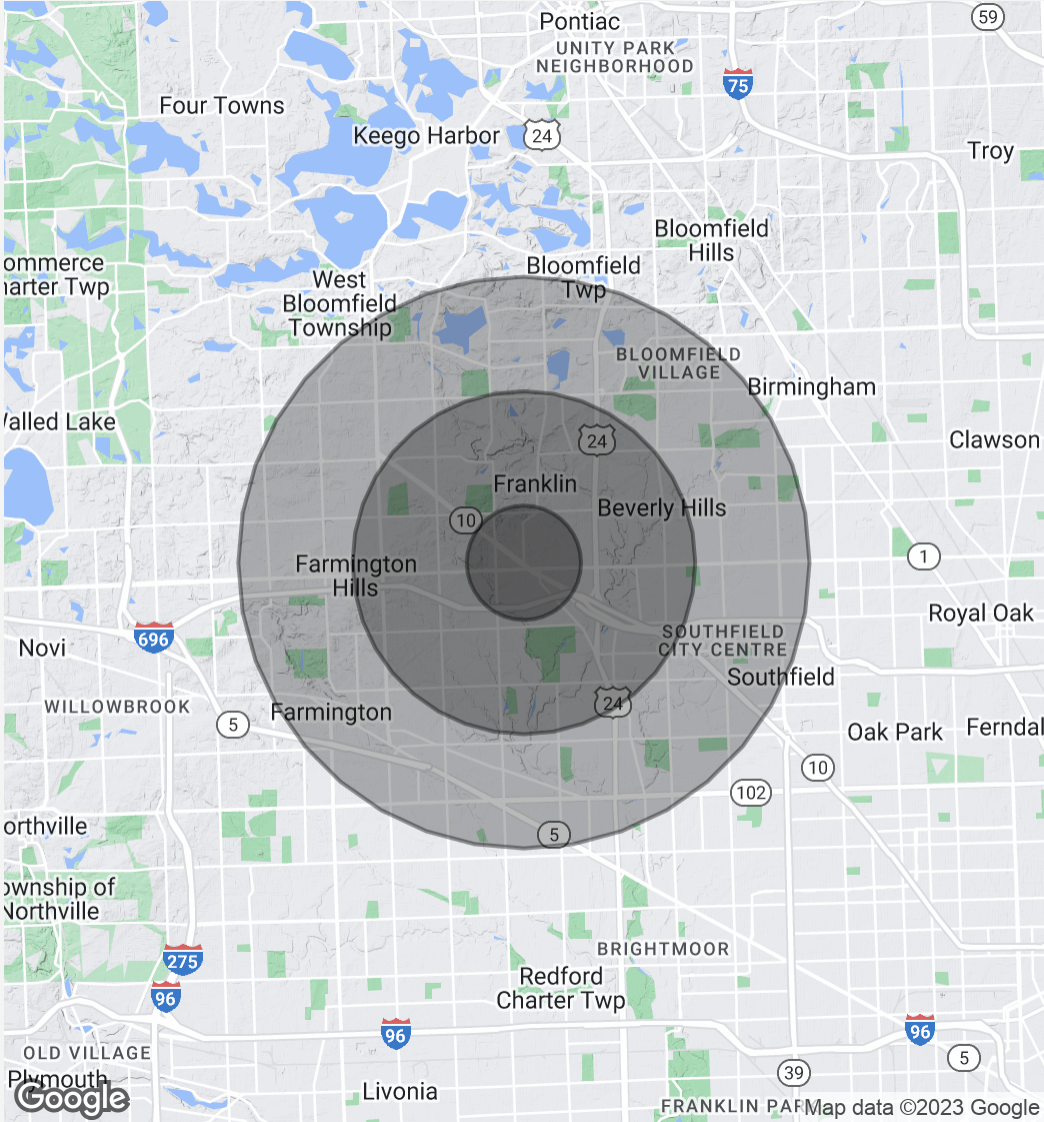 Pontiac
59
UNITY PARK
NEIGHBORHOOD
75
Four Towns
Keego Harbor
24
Troy
Bloomfield
Hills
ommerce
harter Twp
West
Bloomfield
Township
Bloomfield
Twp
BLOOMFIELD
VILLAGE
Birmingham
Valled Lake
24
Clawson
Franklin
Beverly Hills
10
Farmington
Hills
1
Royal Oak
696
Novi
SOUTHFIELD
CITY CENTRE
Southfield
WILLOWBROOK
24
Farmington
5
Oak Park
Ferndal
10
102
orthville
5
ownship of
Northville
BRIGHTMOOR
275
Redford
Charter Twp
96
96
96
OLD VILLAGE
5
Plymouth
39
Livonia
Google
FRANKLIN PAR
Map data ©2023 Google